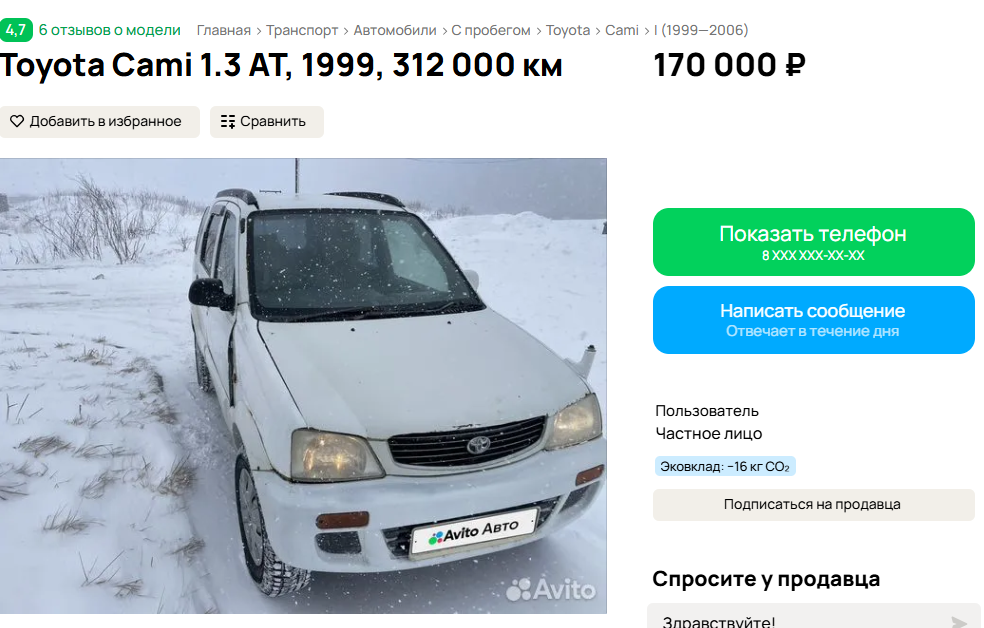 4,7 6 отзывов о модели Главная > Транспорт > Автомобили > С пробегом > Toyota > Cami > I (1999—2006)
Toyota Cami 1.3 AT, 1999, 312 000 км
170 000 ₽
Добавить в избранное
Сравнить
Показать телефон
8 XXX XXX-XX-XX
Написать сообщение
Отвечает в течение дня
Пользователь
Частное лицо
Эковклад: −16 кг CO₂
Подписаться на продавца
Avito Авто
Avito
Спросите у продавца
Здравствуйте!